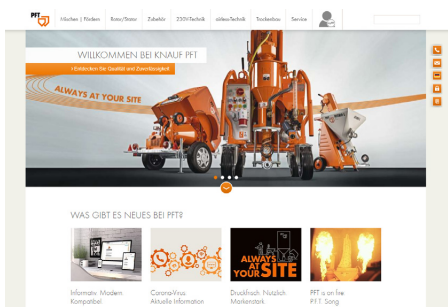 PFT
Mischen | Fördern Rotor/Stator Zubehör 230V-Technik airless-Technik Trockenbau Service
WILLKOMMEN BEI KNAUF PFT
› Entdecken Sie Qualität und Zuverlässigkeit
ALWAYS AT YOUR SITE
WAS GIBT ES NEUES BEI PFT?
ALWAYS
AT YOUR SITE
Informativ. Modern.
Kompatibel
Corona-Virus
Aktuelle Information
Druckfrisch. Nützlich.
Markenstark.
PFT is on fire
P.F.T. Song